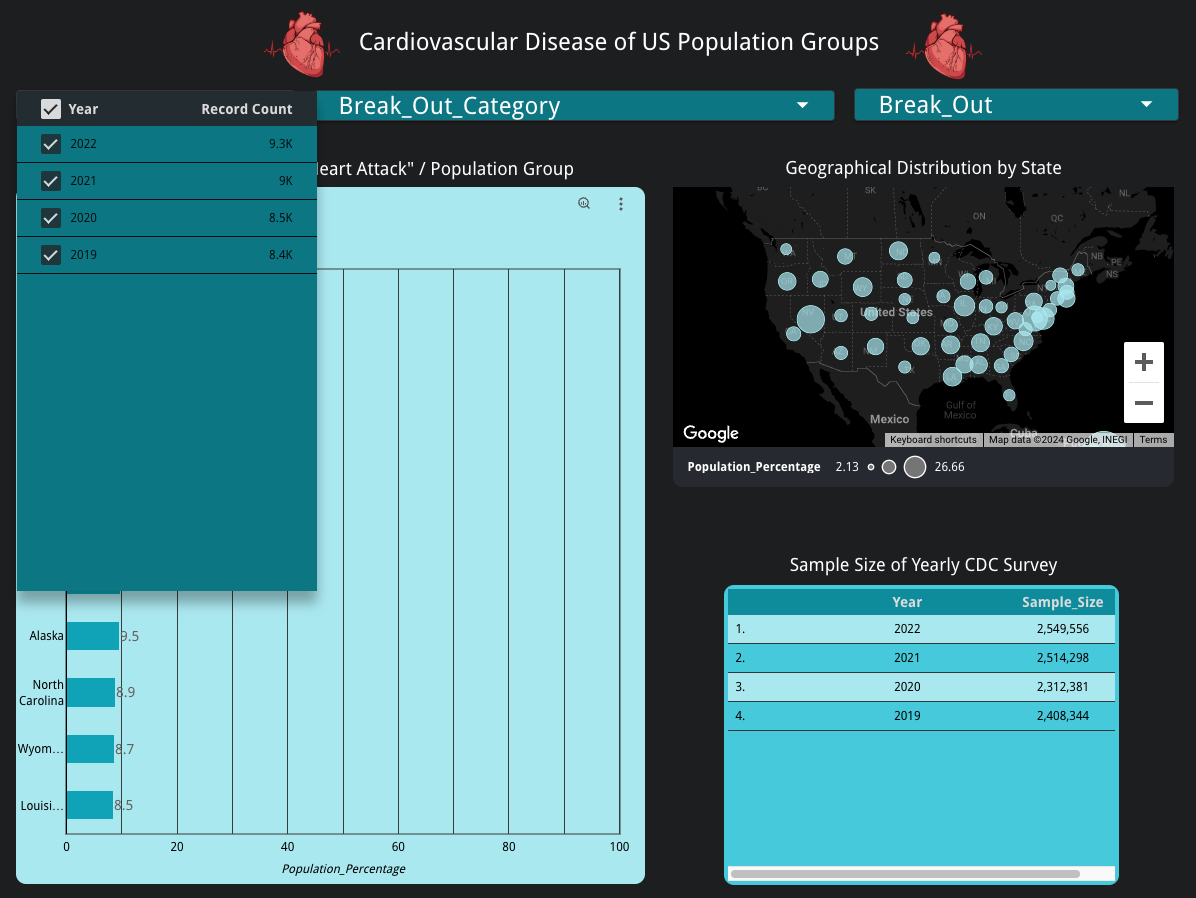 Cardiovascular Disease of US Population Groups
Year Record Count
2022 9.3K
2021 9K
2020 8.5K
2019 8.4K
Break_Out_Category
Break_Out
eart Attack" / Population Group
Alaska 9.5
North
Carolina 8.9
Wyom… 8.7
Louisi… 8.5
0 20 40 60 80 100
Population_Percentage
Geographical Distribution by State
BC SK NL
ON QC
NB PE
NS
United States
Mexico
Gulf of
Mexico
Cuba
Google
Keyboard shortcuts Map data ©2024 Google, INEGI Terms
Population_Percentage 2.13 26.66
Sample Size of Yearly CDC Survey
Year Sample_Size
1. 2022 2,549,556
2. 2021 2,514,298
3. 2020 2,312,381
4. 2019 2,408,344